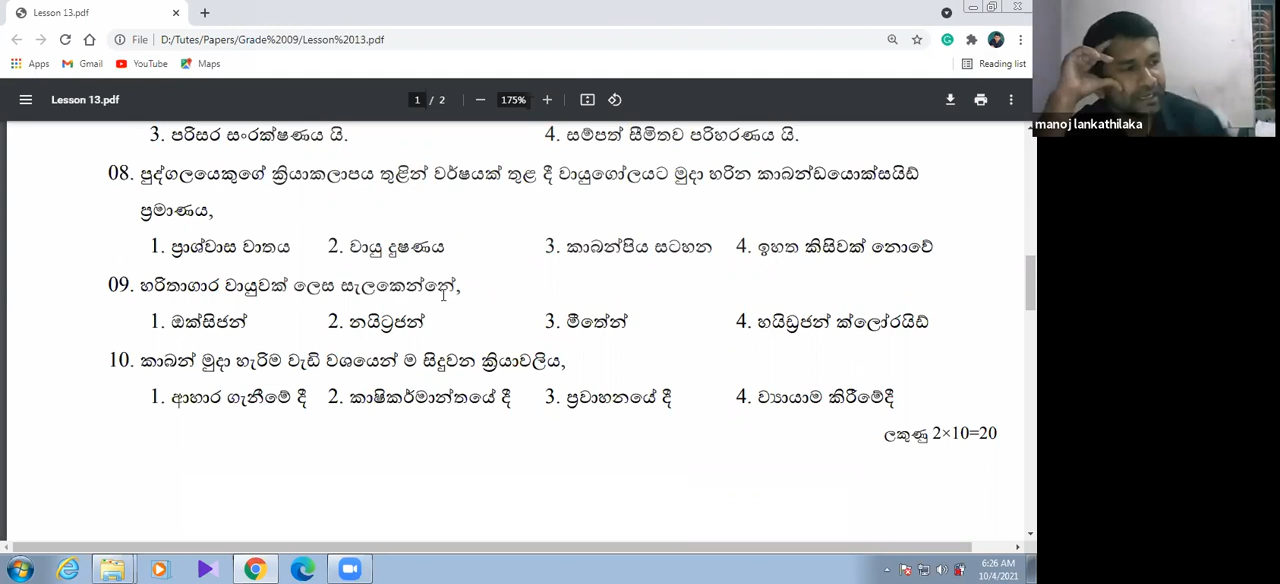 Lesson 13.pdf
File D:/Tutes/Papers/Grade%2009/Lesson%2013.pdf
Apps Gmail YouTube Maps Reading list
Lesson 13.pdf 1 / 2 175%
manoj lankathilaka
3. පරිසර සංරක්ෂණය යි. 4. සම්පත් සීමිතව පරිහරණය යි.
08. පුද්ගලයෙකුගේ ක්‍රියාකලාපය තුළින් වර්ෂයක් තුළ දී වායුගෝලයට මුදා හරින කාබන්ඩයොක්සයිඩ්
ප්‍රමාණය,
1. ප්‍රාශ්වාස වාතය 2. වායු දූෂණය 3. කාබන්පිය සටහන 4. ඉහත කිසිවක් නොවේ
09. හරිතාගාර වායුවක් ලෙස සැලකෙන්නේ,
1. ඔක්සිජන් 2. නයිට්‍රජන් 3. මීතේන් 4. හයිඩ්‍රජන් ක්ලෝරයිඩ්
10. කාබන් මුදා හැරීම වැඩි වශයෙන් ම සිදුවන ක්‍රියාවලිය,
1. ආහාර ගැනීමේ දී 2. කෘෂිකර්මාන්තයේ දී 3. ප්‍රවාහනයේ දී 4. ව්‍යායාම කිරීමේදී
ලකුණු 2×10=20
6:26 AM
10/4/2021